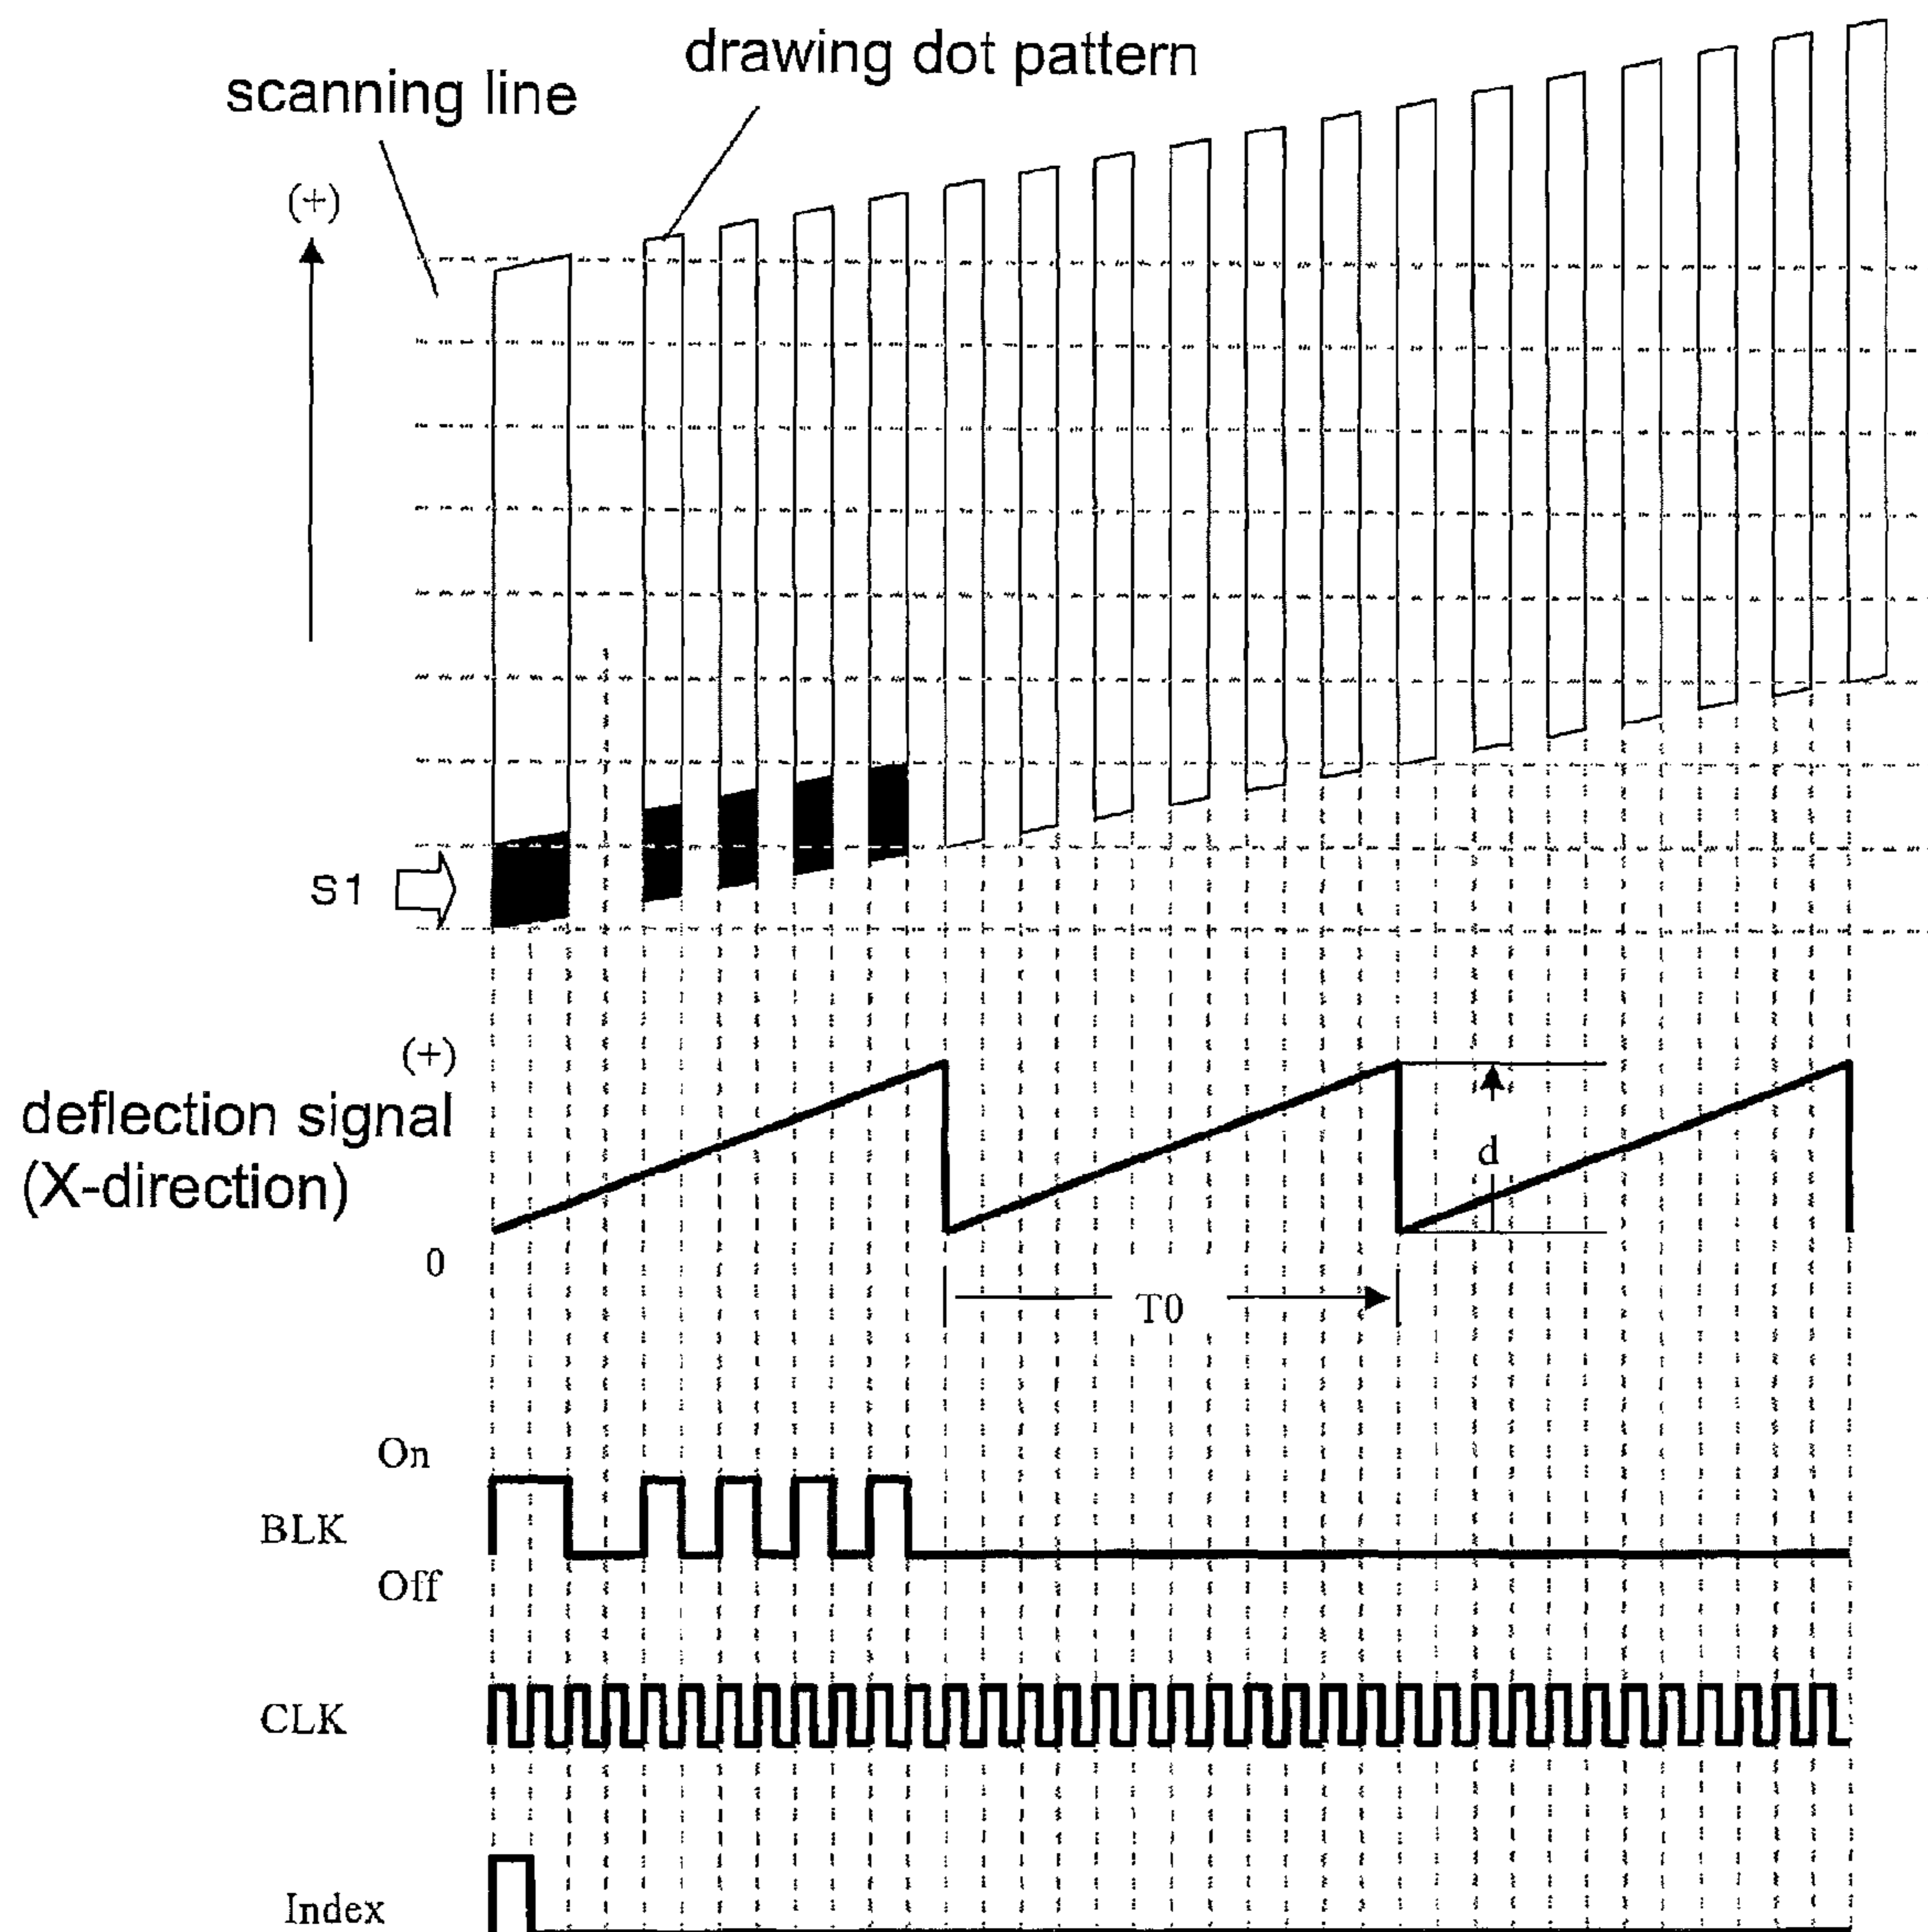 drawing dot pattern
scanning line
(+)
S1
(+)
deflection signal
(X-direction)
d
0
T0
On
BLK
Off
CLK
Index